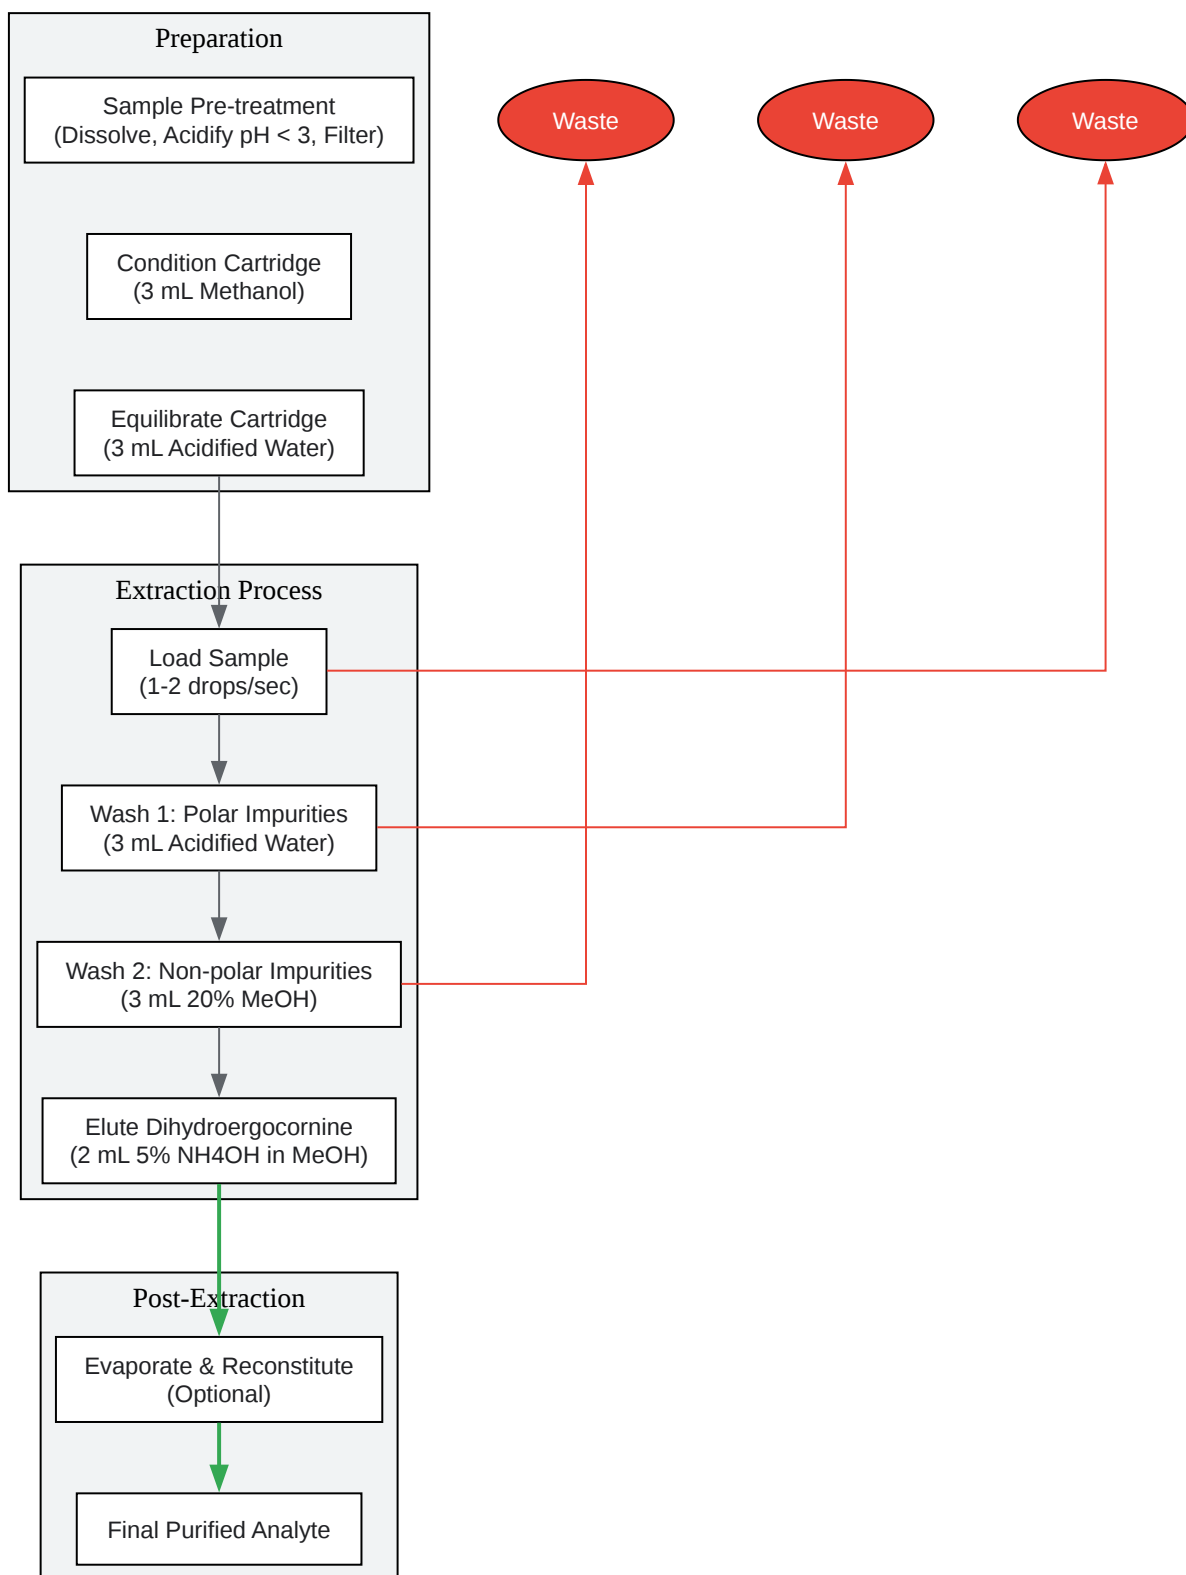 Preparation
Sample Pre-treatment
(Dissolve, Acidify pH < 3, Filter)
Waste
Waste
Waste
Condition Cartridge
(3 mL Methanol)
Equilibrate Cartridge
(3 mL Acidified Water)
Extraction Process
Load Sample
(1-2 drops/sec)
Wash 1: Polar Impurities
(3 mL Acidified Water)
Wash 2: Non-polar Impurities
(3 mL 20% MeOH)
Elute Dihydroergocornine
(2 mL 5% NH4OH in MeOH)
Post-Extraction
Evaporate & Reconstitute
(Optional)
Final Purified Analyte